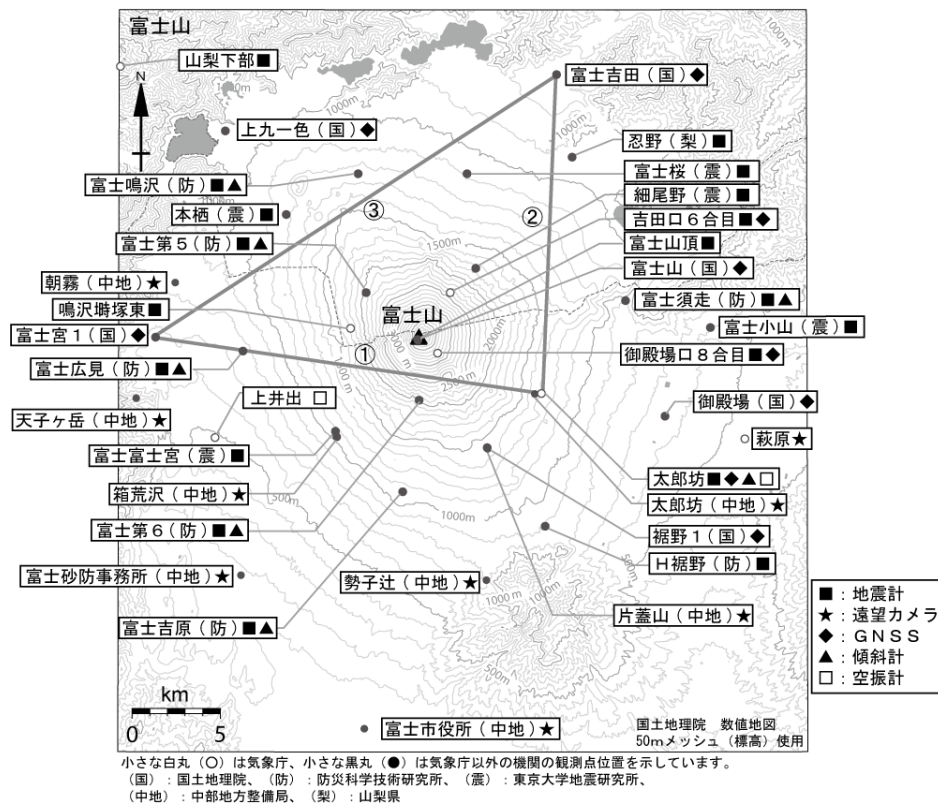 富士山
山梨下部■
N
富士吉田（国）◆
上九一色（国）◆
忍野（梨）■
富士鳴沢（防）■▲
富士桜（震）■
細尾野（震）■
本栖（震）■
③
②
吉田口６合目■◆
富士第５（防）■▲
富士山頂■
富士山（国）◆
朝霧（中地）★
富士須走（防）■▲
鳴沢塒塚東■
富士山
富士小山（震）■
富士宮１（国）◆
①
御殿場口８合目■◆
富士広見（防）■▲
天子ヶ岳（中地）★
上井出 □
御殿場（国）◆
萩原★
富士富士宮（震）■
太郎坊■◆▲□
箱荒沢（中地）★
太郎坊（中地）★
富士第６（防）■▲
裾野１（国）◆
Ｈ裾野（防）■
富士砂防事務所（中地）★
勢子辻（中地）★
片蓋山（中地）★
富士吉原（防）■▲
1000m
1000m
1000m
1500m
2000m
1000m
500m
1000m
500m
■：地震計
★：遠望カメラ
◆：ＧＮＳＳ
▲：傾斜計
□：空振計
km
0 5
富士市役所（中地）★
国土地理院 数値地図
50mメッシュ（標高）使用
小さな白丸（○）は気象庁、小さな黒丸（●）は気象庁以外の機関の観測点位置を示しています。
（国）：国土地理院、（防）：防災科学技術研究所、（震）：東京大学地震研究所、
（中地）：中部地方整備局、（梨）：山梨県